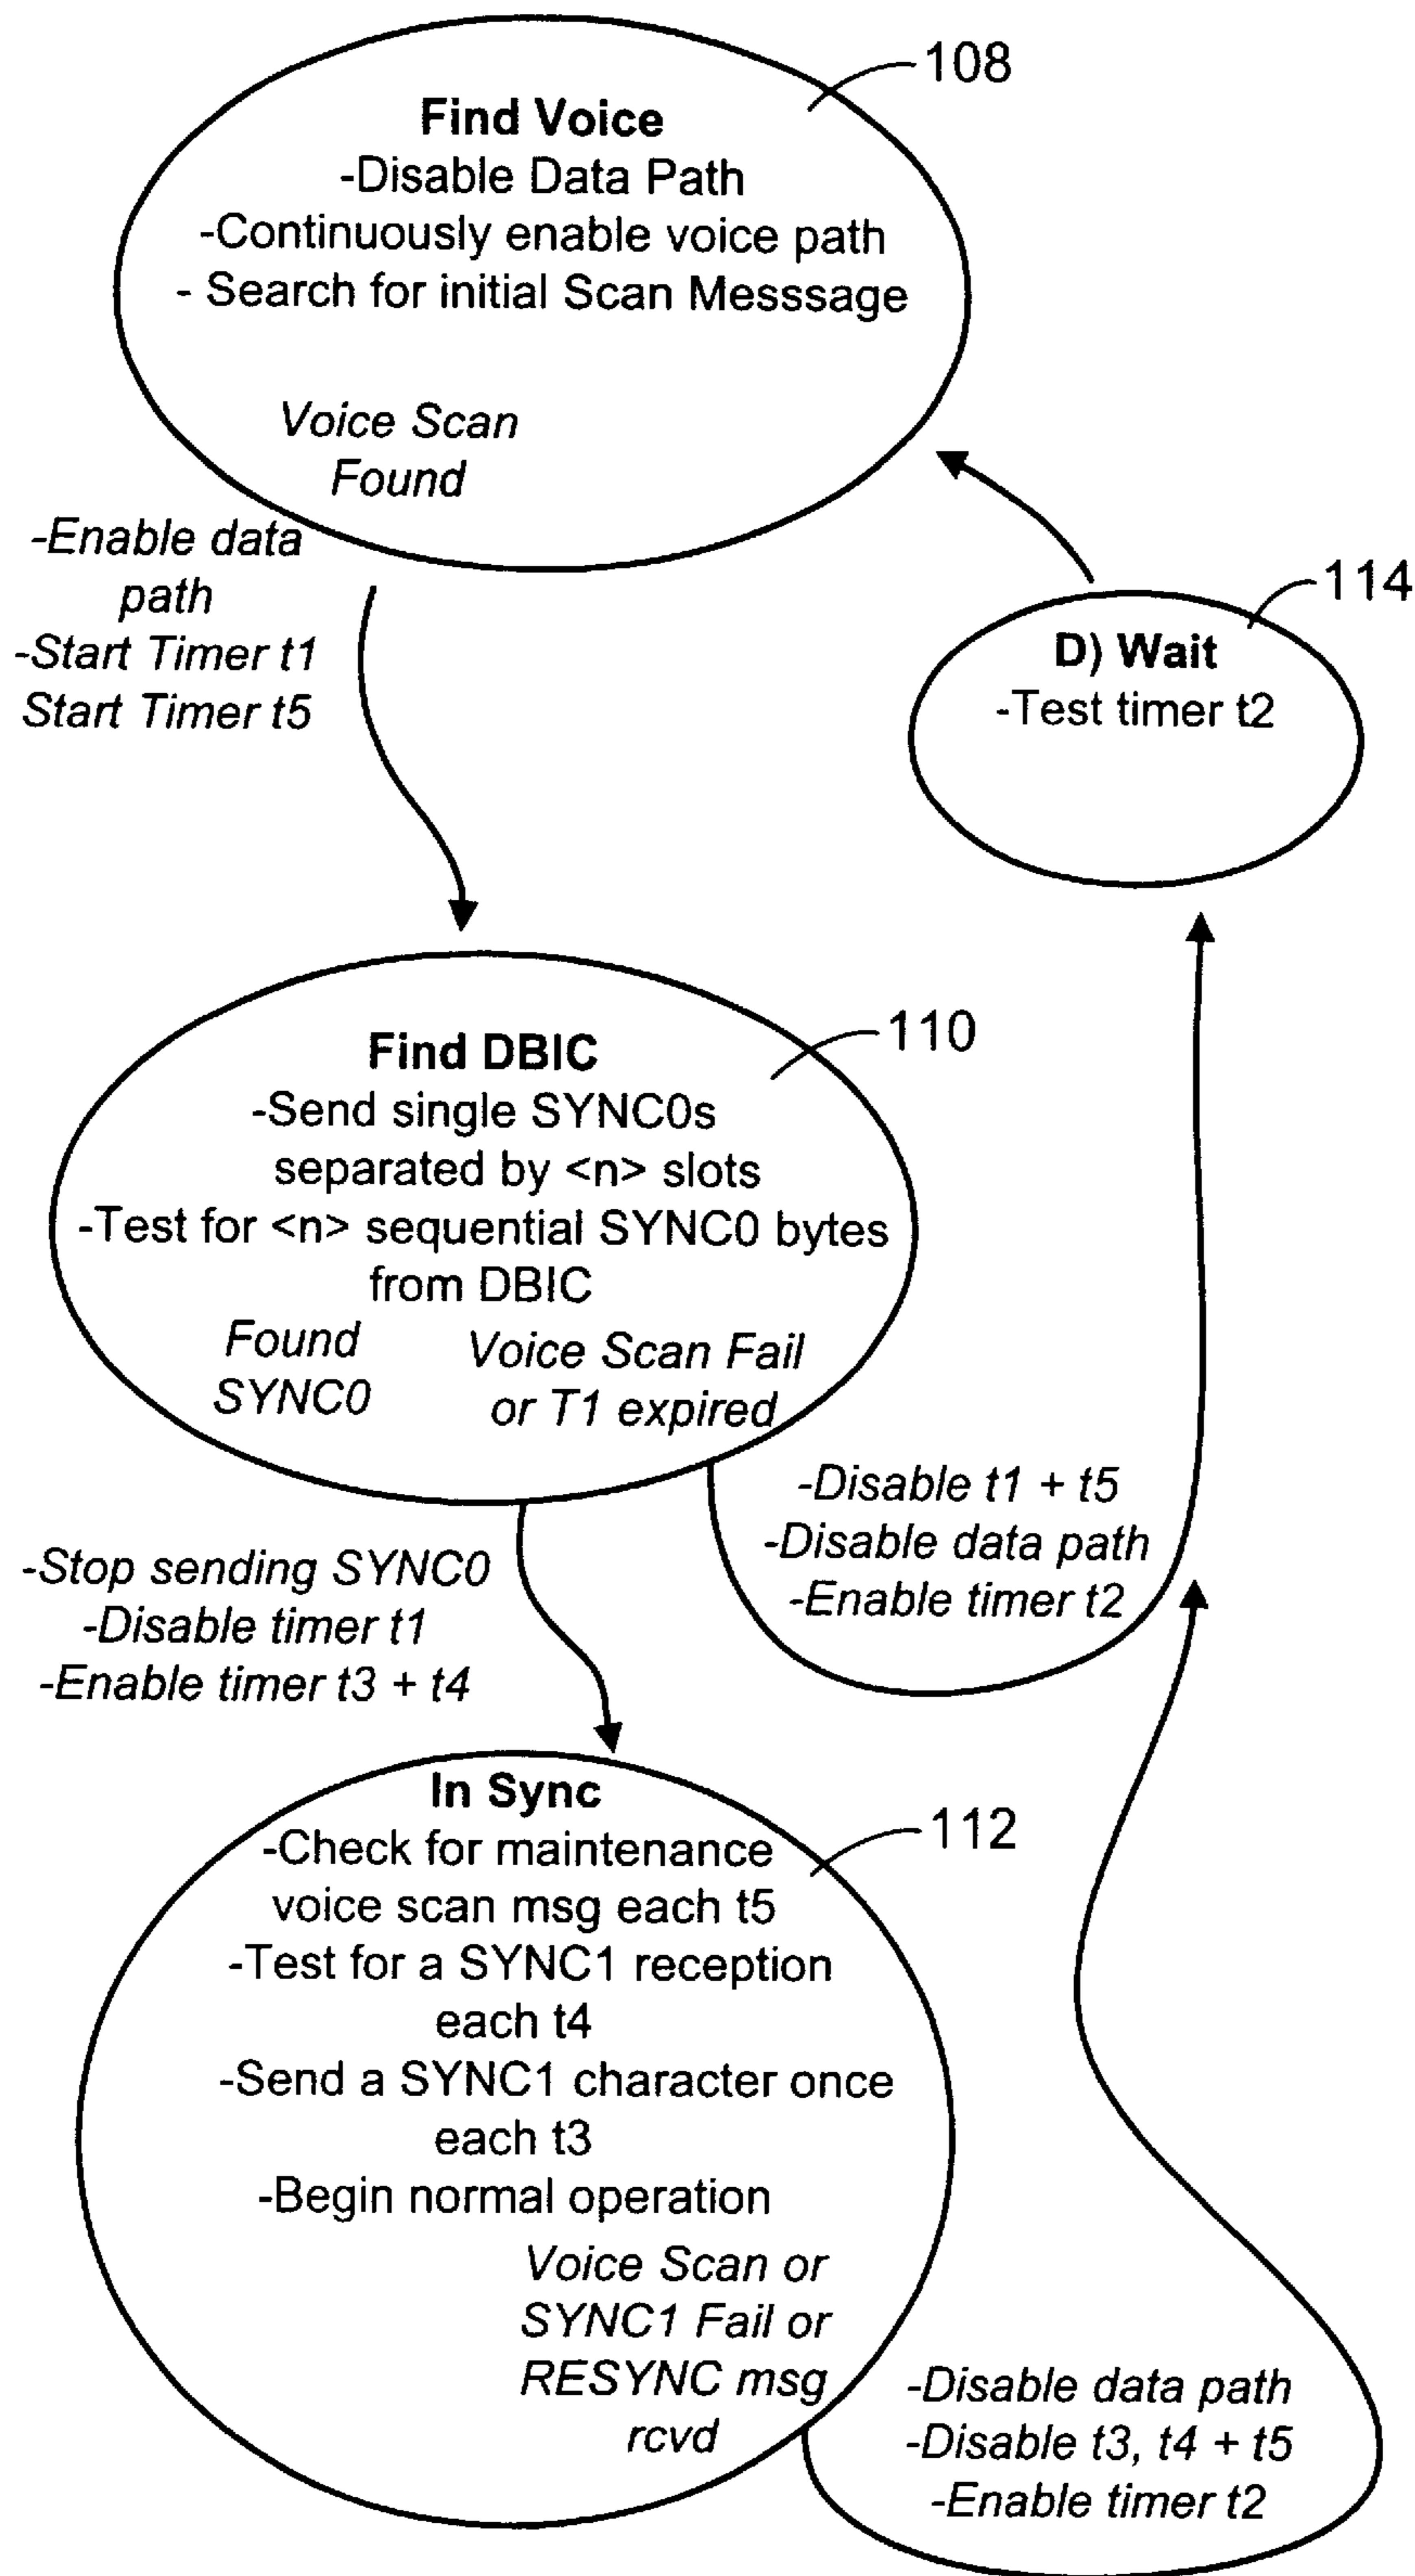 108
Find Voice
-Disable Data Path
-Continuously enable voice path
- Search for initial Scan Messsage
Voice Scan
Found
-Enable data
path
-Start Timer t1
Start Timer t5
114
D) Wait
-Test timer t2
110
Find DBIC
-Send single SYNC0s
separated by <n> slots
-Test for <n> sequential SYNC0 bytes
from DBIC
Found
SYNC0
Voice Scan Fail
or T1 expired
-Disable t1 + t5
-Disable data path
-Enable timer t2
-Stop sending SYNC0
-Disable timer t1
-Enable timer t3 + t4
In Sync
112
-Check for maintenance
voice scan msg each t5
-Test for a SYNC1 reception
each t4
-Send a SYNC1 character once
each t3
-Begin normal operation
Voice Scan or
SYNC1 Fail or
RESYNC msg
rcvd
-Disable data path
-Disable t3, t4 + t5
-Enable timer t2